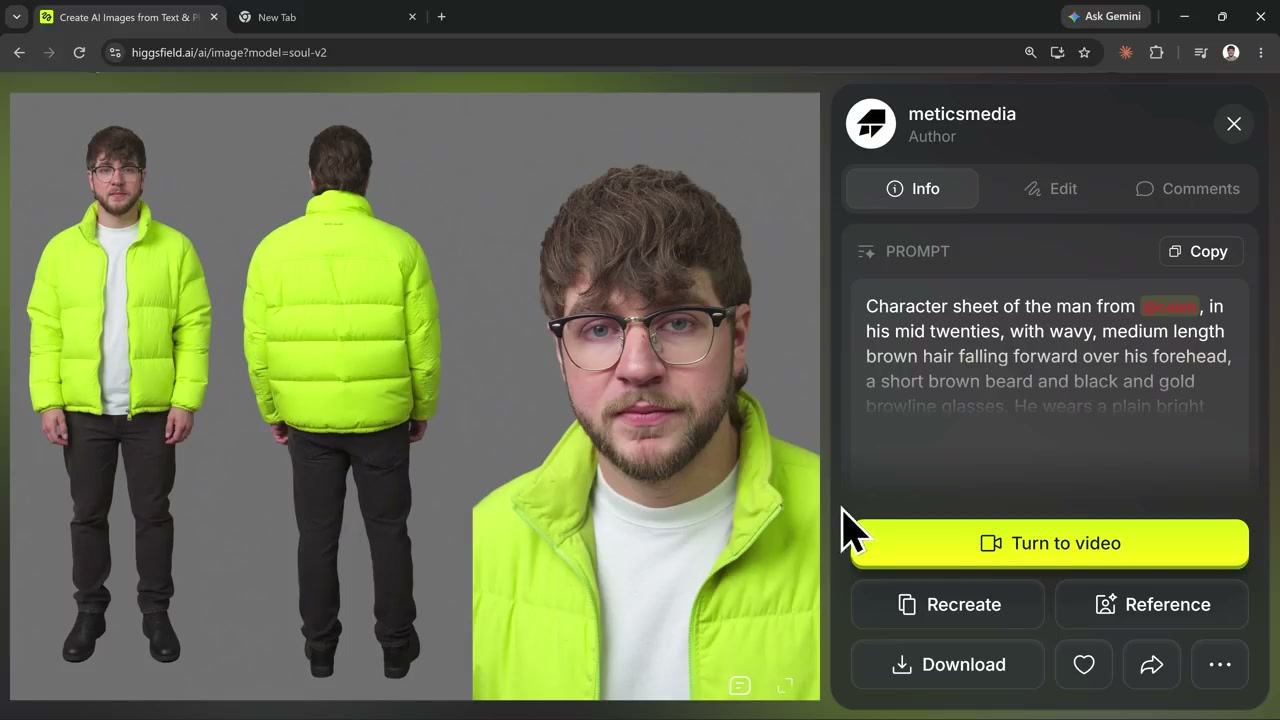 Create AI Images from Text & P
New Tab
Ask Gemini
higgsfield.ai/ai/image?model=soul-v2
meticsmedia
Author
Info
Edit
Comments
PROMPT
Copy
Character sheet of the man from @caleb, in
his mid twenties, with wavy, medium length
brown hair falling forward over his forehead,
a short brown beard and black and gold
browline glasses. He wears a plain bright
Turn to video
Recreate
Reference
Download